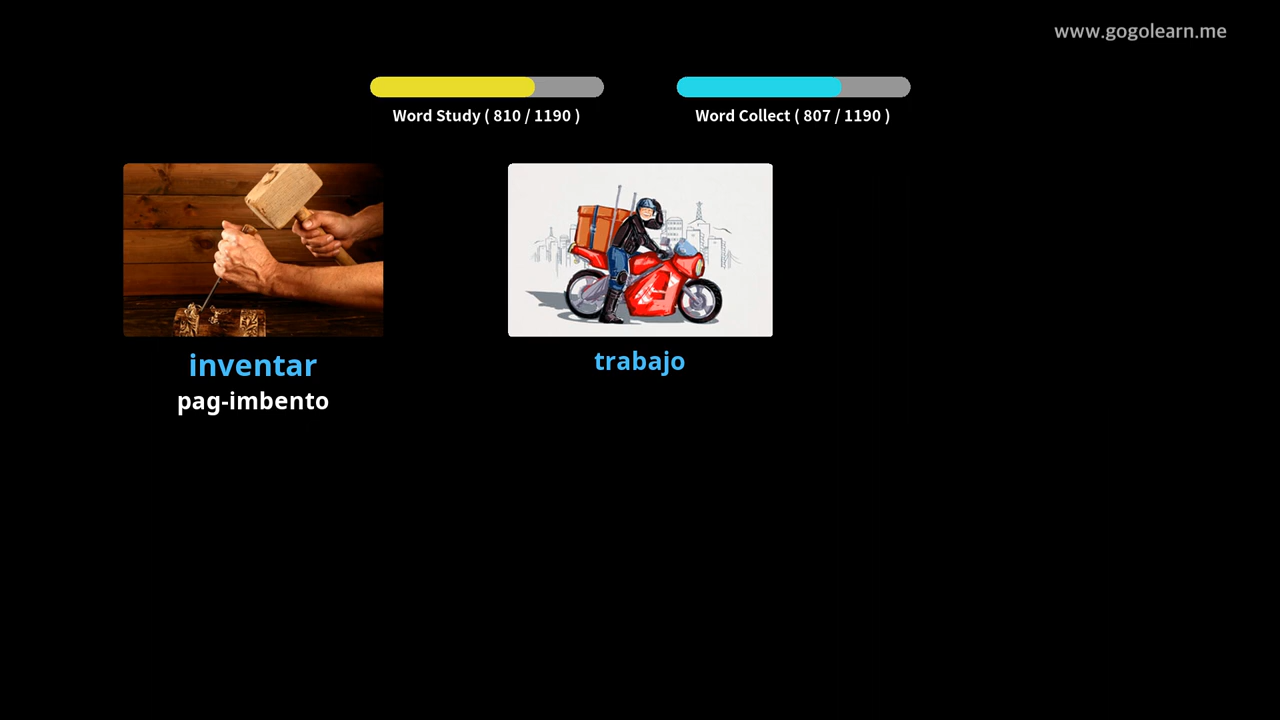 www.gogolearn.me
Word Study ( 810 / 1190 )
Word Collect ( 807 / 1190 )
inventar
pag-imbento
trabajo